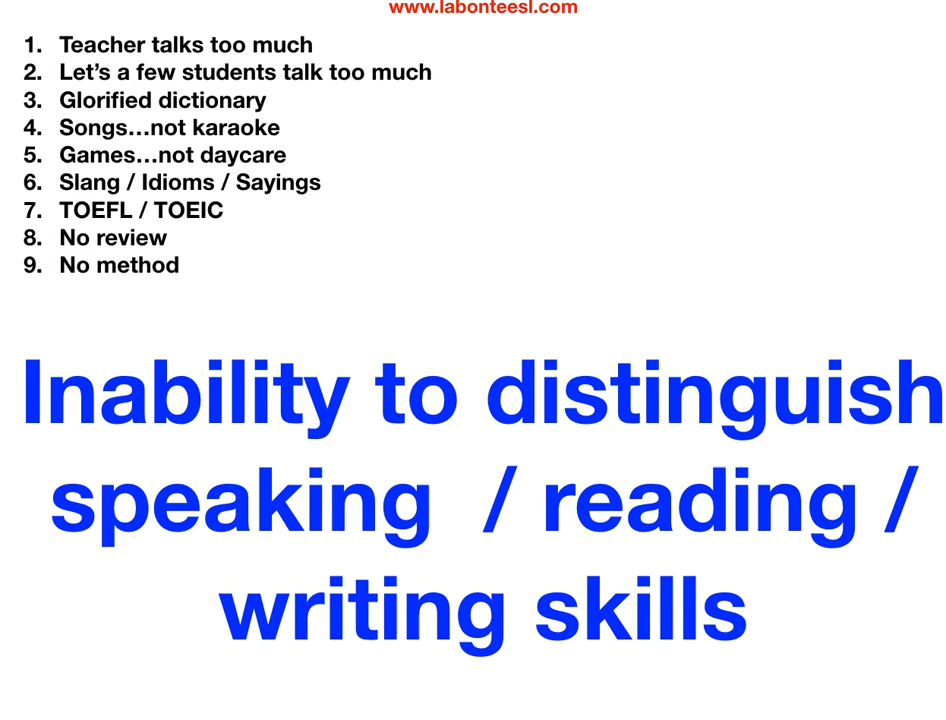 www.labonteesl.com
1. Teacher talks too much
2. Let’s a few students talk too much
3. Glorified dictionary
4. Songs…not karaoke
5. Games…not daycare
6. Slang / Idioms / Sayings
7. TOEFL / TOEIC
8. No review
9. No method
Inability to distinguish
speaking / reading /
writing skills